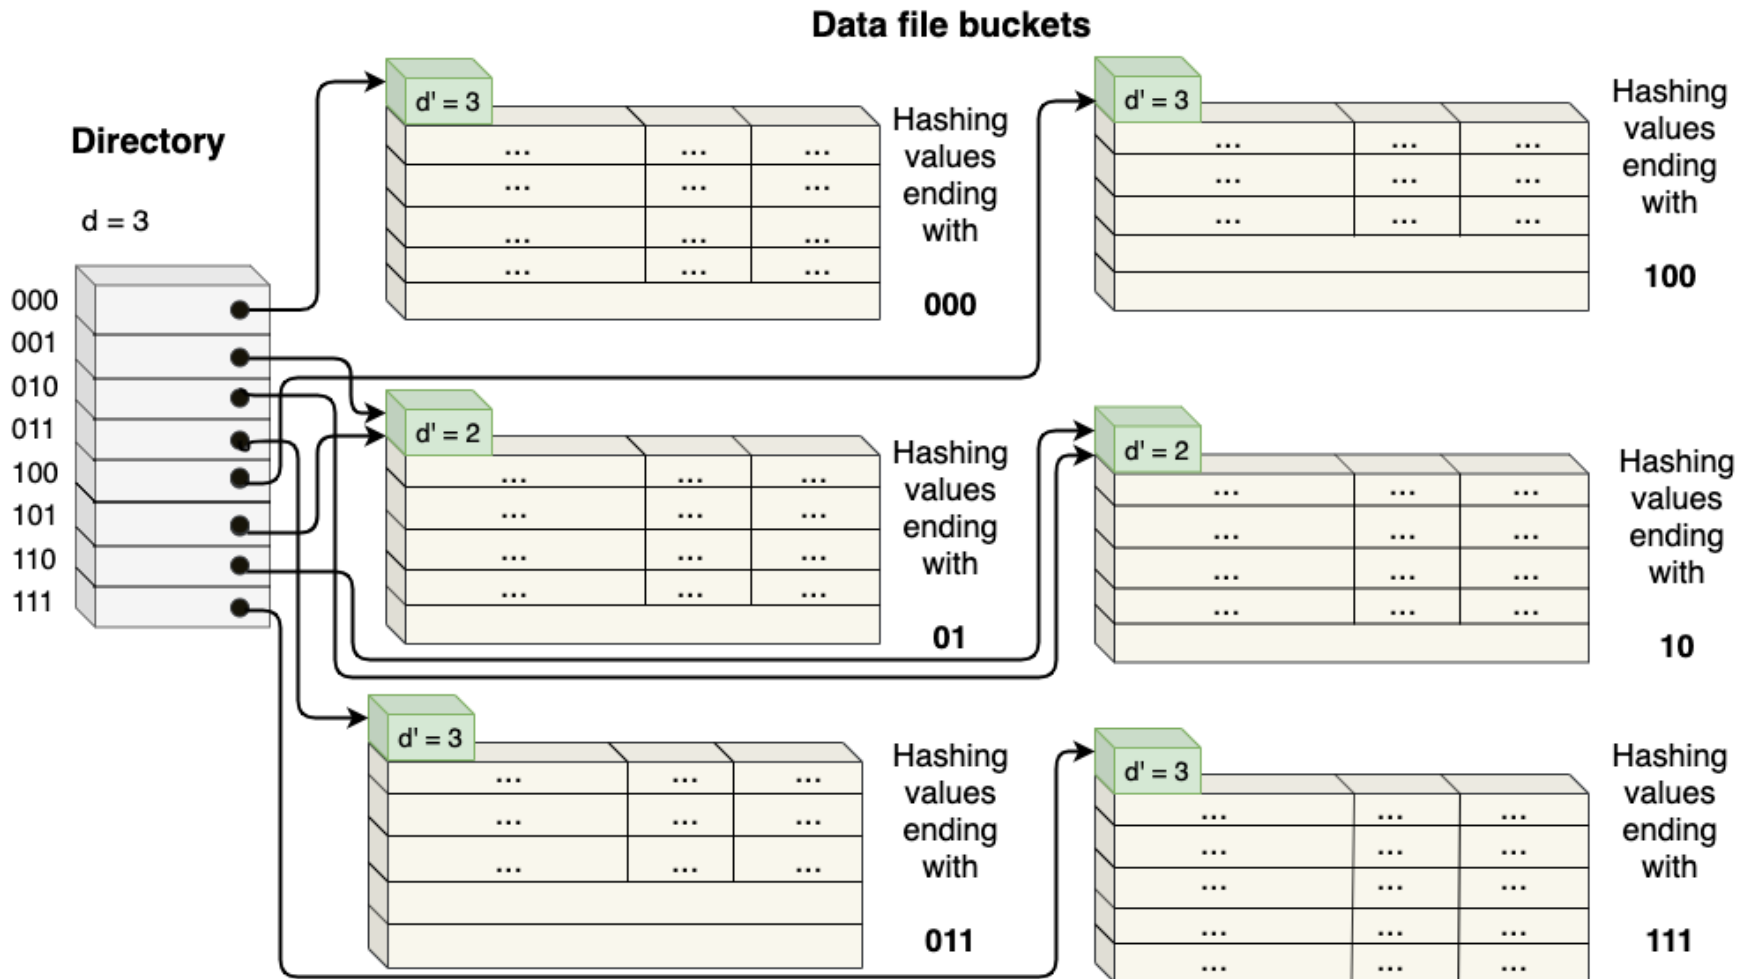 Data file buckets
Directory
d = 3
000
001
010
011
100
101
110
111
d' = 3
... ... ...
... ... ...
... ... ...
... ... ...
Hashing
values
ending
with
000
d' = 3
... ... ...
... ... ...
... ... ...
Hashing
values
ending
with
100
d' = 2
... ... ...
... ... ...
... ... ...
... ... ...
Hashing
values
ending
with
01
d' = 2
... ... ...
... ... ...
... ... ...
... ... ...
Hashing
values
ending
with
10
d' = 3
... ... ...
... ... ...
... ... ...
Hashing
values
ending
with
011
d' = 3
... ... ...
... ... ...
... ... ...
... ... ...
... ... ...
Hashing
values
ending
with
111